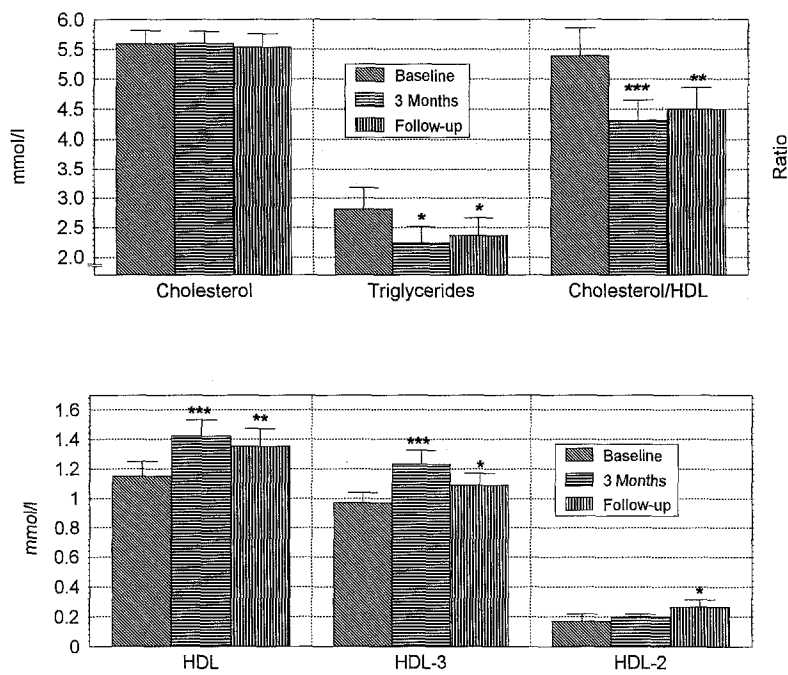 6.0
5.5
5.0
4.5
4.0
3.5
3.0
2.5
2.0
mmol/l
Ratio
Baseline
3 Months
Follow-up
*
*
***
**
Cholesterol
Triglycerides
Cholesterol/HDL
1.6
1.4
1.2
1
0.8
0.6
0.4
0.2
0
mmol/l
***
**
***
*
*
Baseline
3 Months
Follow-up
HDL
HDL-3
HDL-2